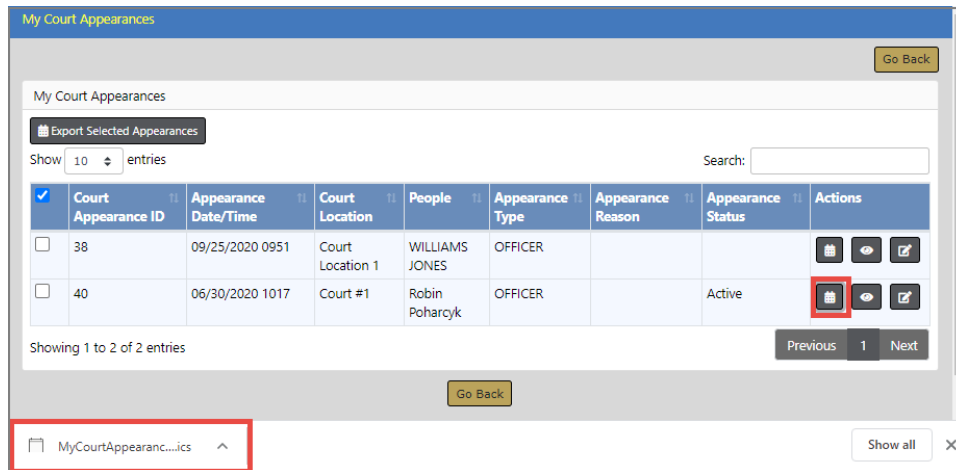 My Court Appearances
Go Back
My Court Appearances
Export Selected Appearances
Show 10 entries Search:
Court Appearance ID Appearance Date/Time Court Location People Appearance Type Appearance Reason Appearance Status Actions
38 09/25/2020 0951 Court Location 1 WILLIAMS JONES OFFICER
40 06/30/2020 1017 Court #1 Robin Poharcyk OFFICER Active
Showing 1 to 2 of 2 entries
Previous 1 Next
Go Back
MyCourtAppearanc....ics Show all